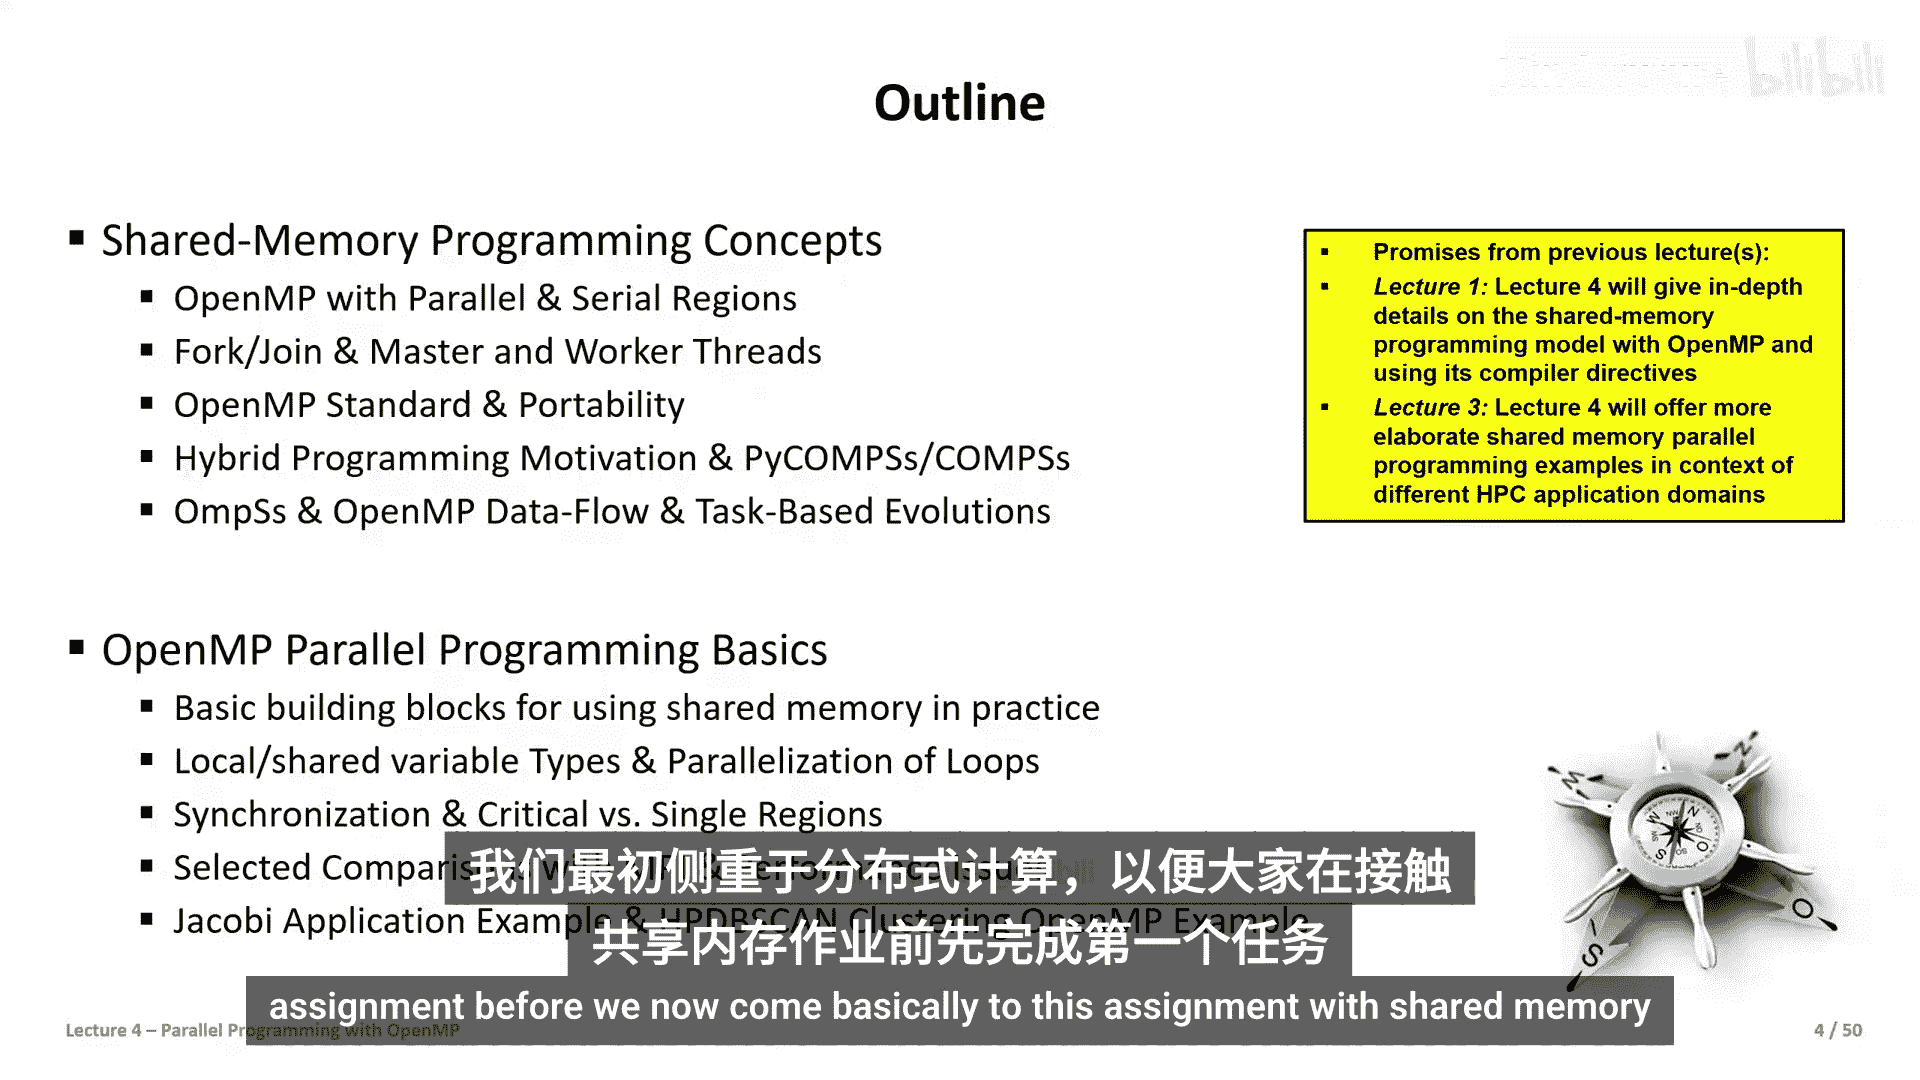 bilibili
Outline
▪ Shared-Memory Programming Concepts
▪ OpenMP with Parallel & Serial Regions
▪ Fork/Join & Master and Worker Threads
▪ OpenMP Standard & Portability
▪ Hybrid Programming Motivation & PyCOMPSs/COMPSs
▪ OmpSs & OpenMP Data-Flow & Task-Based Evolutions
▪ Promises from previous lecture(s):
▪ Lecture 1: Lecture 4 will give in-depth
details on the shared-memory
programming model with OpenMP and
using its compiler directives
▪ Lecture 3: Lecture 4 will offer more
elaborate shared memory parallel
programming examples in context of
different HPC application domains
▪ OpenMP Parallel Programming Basics
▪ Basic building blocks for using shared memory in practice
▪ Local/shared variable Types & Parallelization of Loops
▪ Synchronization & Critical vs. Single Regions
▪ Selected
▪ Jacobi Application Example & HPDBSCAN Clustering OpenMP Example
我们最初侧重于分布式计算，以便大家在接触
共享内存作业前先完成第一个任务
assignment before we now come basically to this assignment with shared memory
Lecture 4 – Parallel Programming with OpenMP
4 / 50